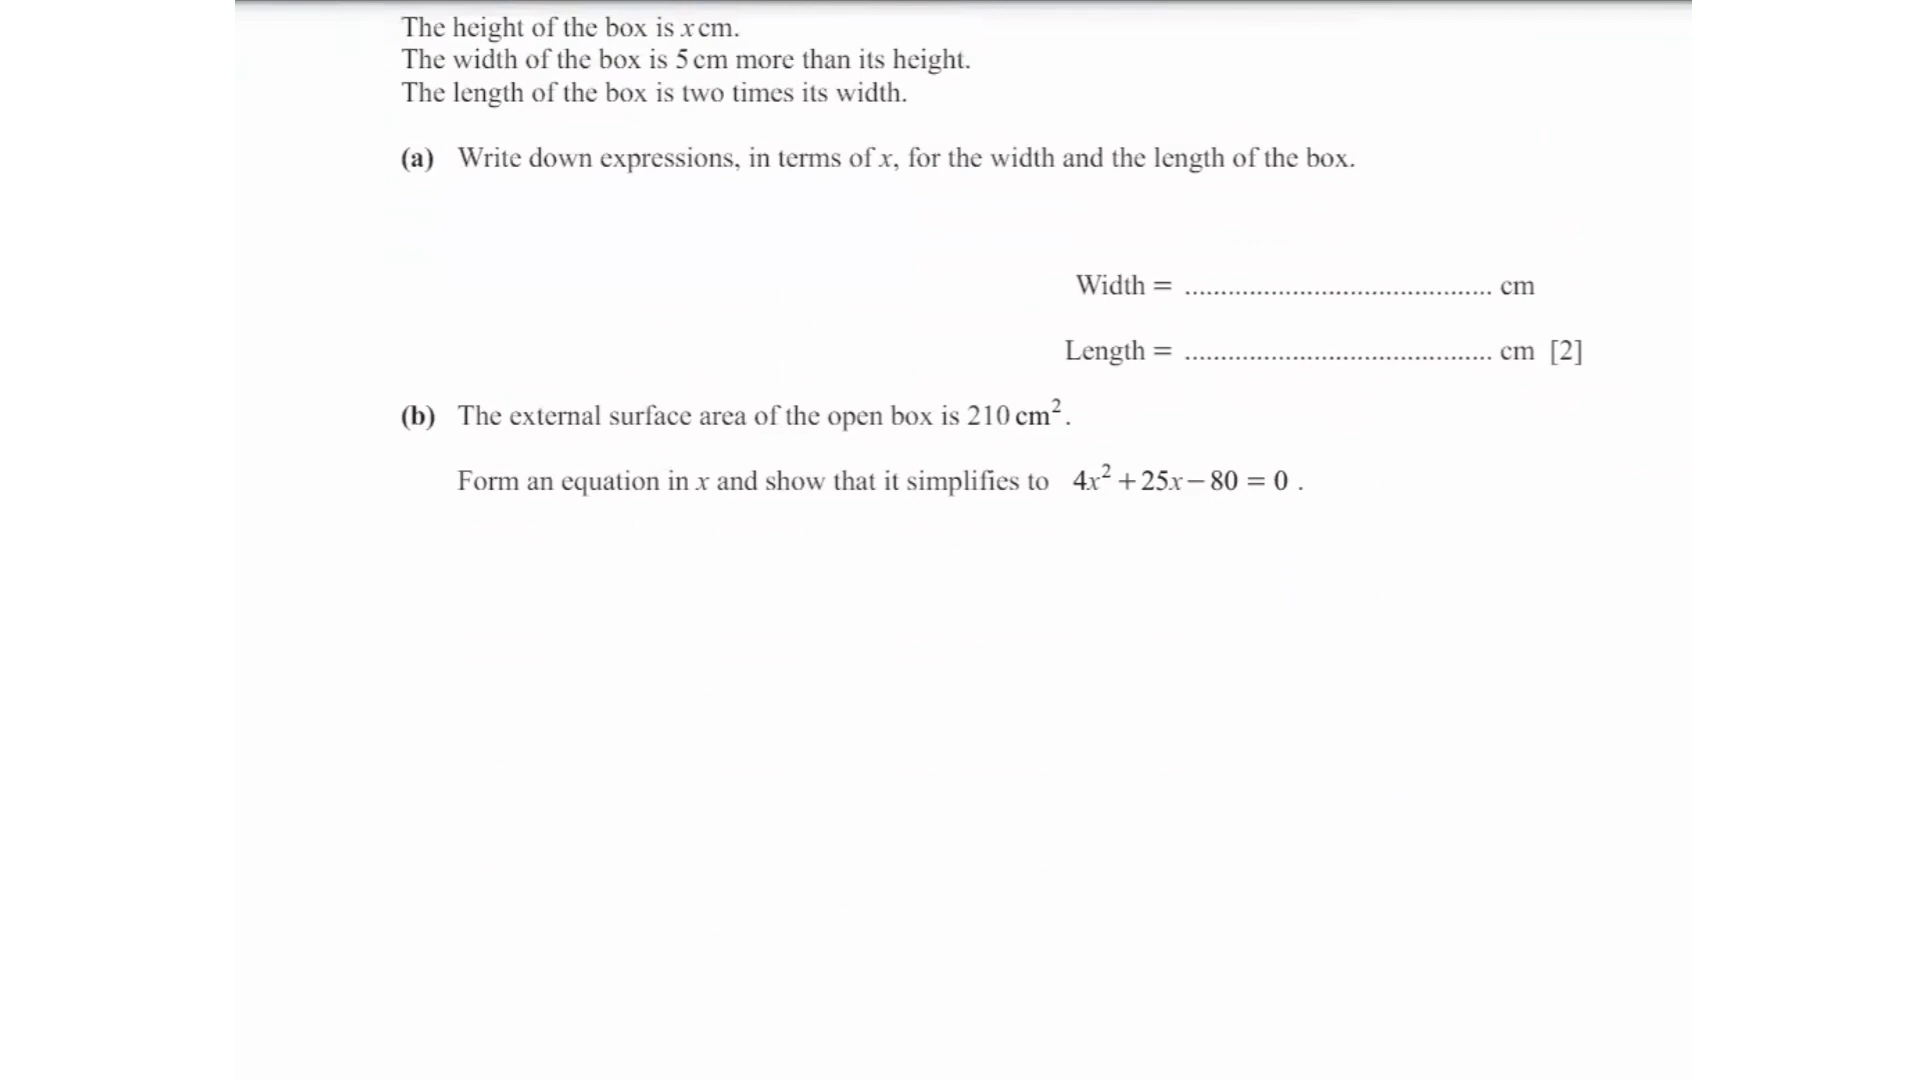 The height of the box is x cm.
The width of the box is 5 cm more than its height.
The length of the box is two times its width.
(a) Write down expressions, in terms of x, for the width and the length of the box.
Width = .......................................... cm
Length = .......................................... cm [2]
(b) The external surface area of the open box is 210 cm².
Form an equation in x and show that it simplifies to 4x² + 25x − 80 = 0 .